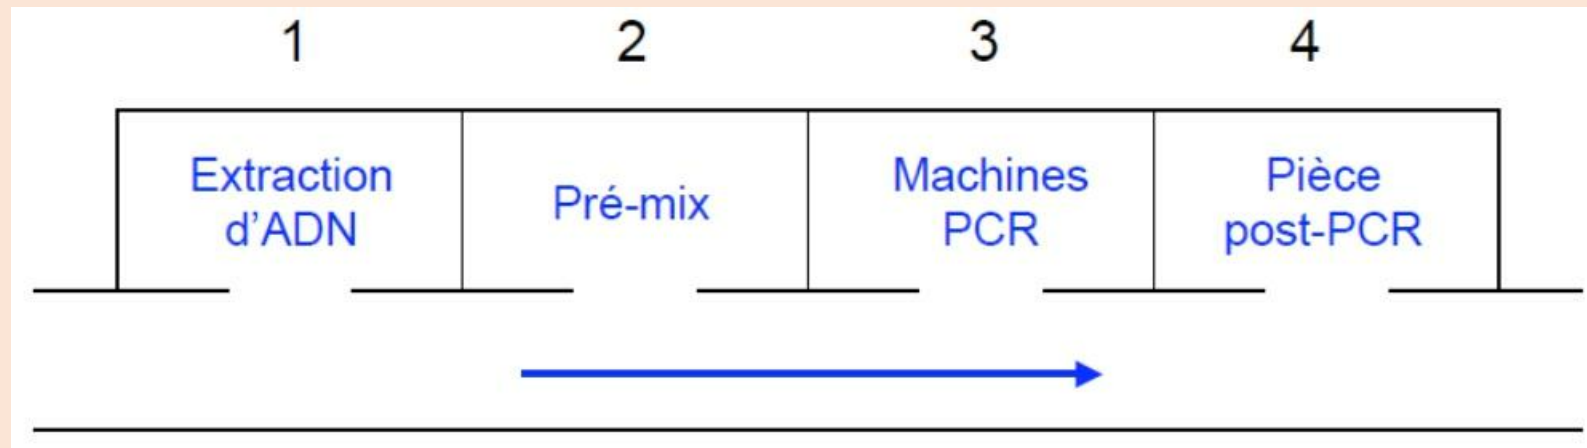 1 2 3 4
Extraction
d’ADN
Pré-mix
Machines
PCR
Pièce
post-PCR